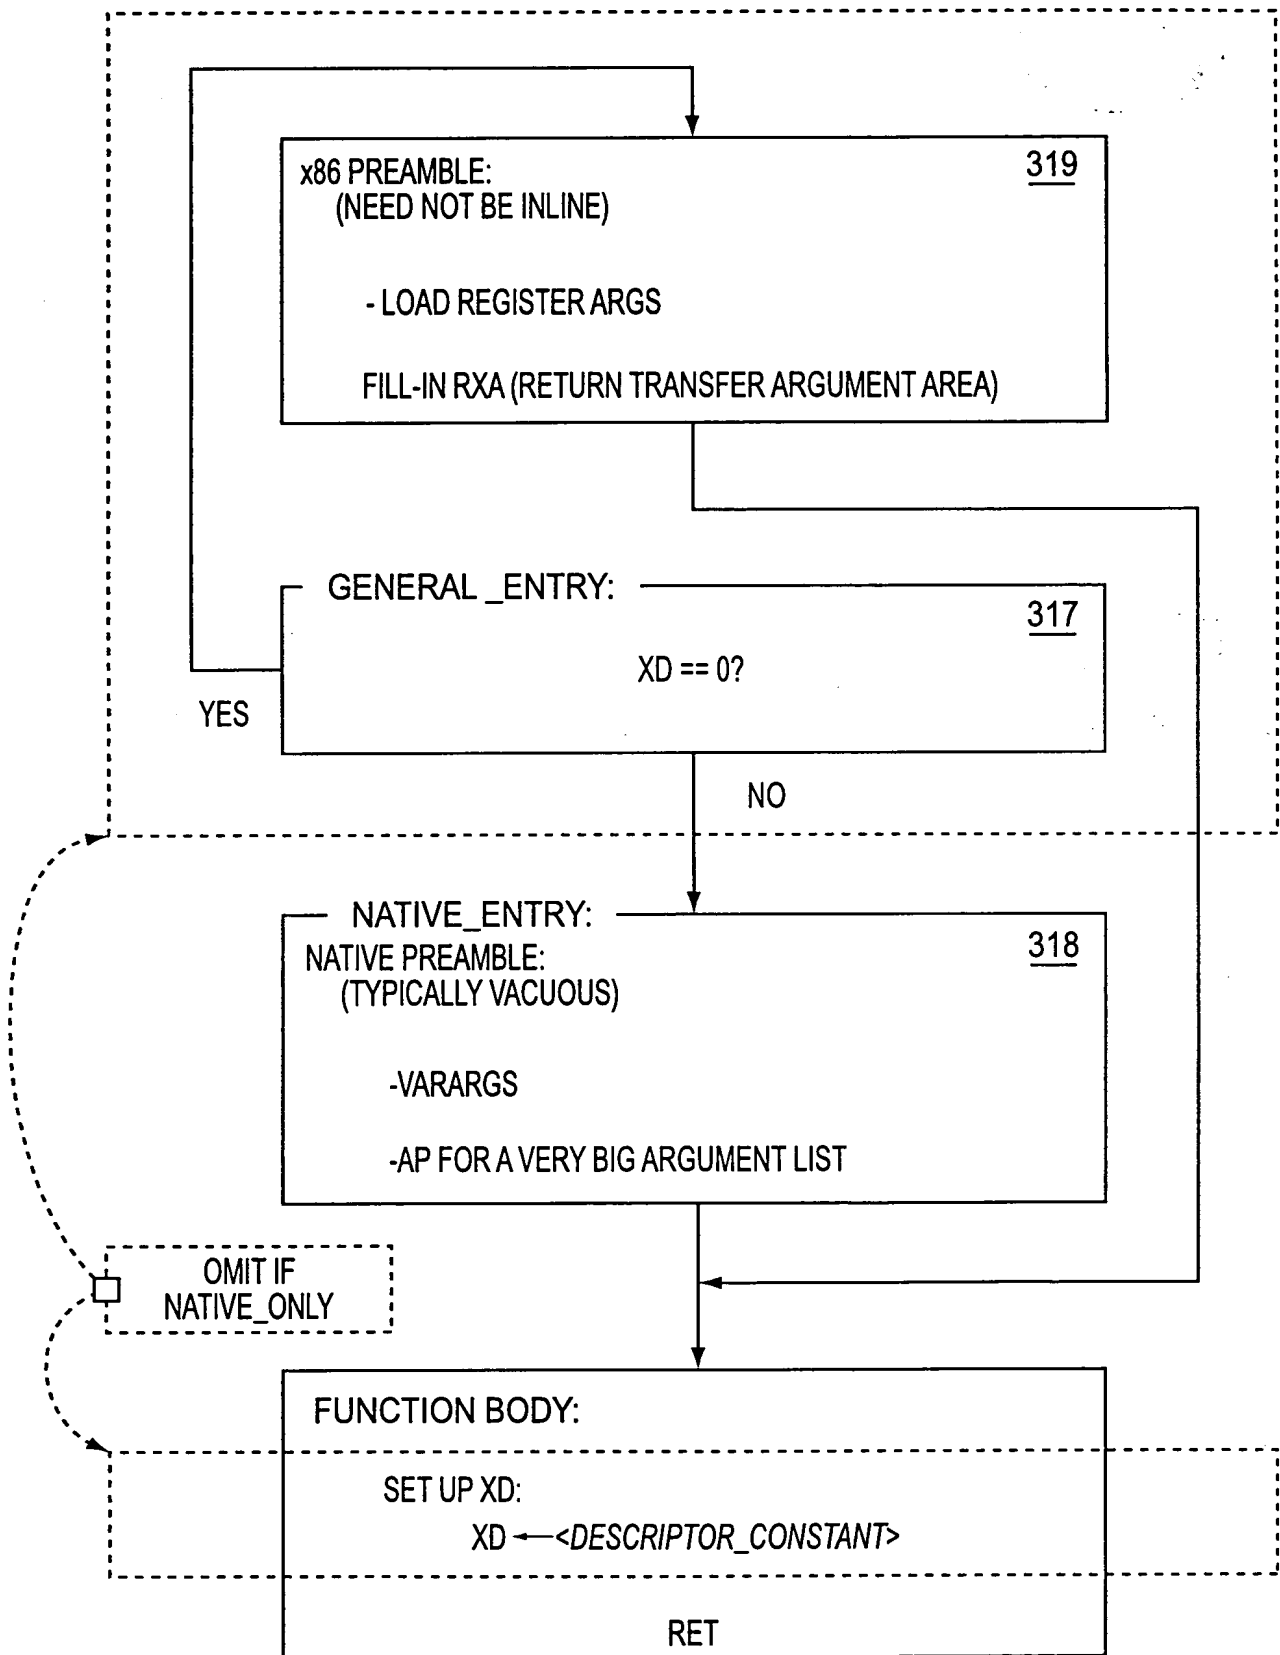 x86 PREAMBLE:
319
(NEED NOT BE INLINE)
- LOAD REGISTER ARGS
FILL-IN RXA (RETURN TRANSFER ARGUMENT AREA)
GENERAL _ENTRY:
317
XD == 0?
YES
NO
NATIVE_ENTRY:
318
NATIVE PREAMBLE:
(TYPICALLY VACUOUS)
-VARARGS
-AP FOR A VERY BIG ARGUMENT LIST
OMIT IF
NATIVE_ONLY
FUNCTION BODY:
SET UP XD:
XD ←<DESCRIPTOR_CONSTANT>
RET